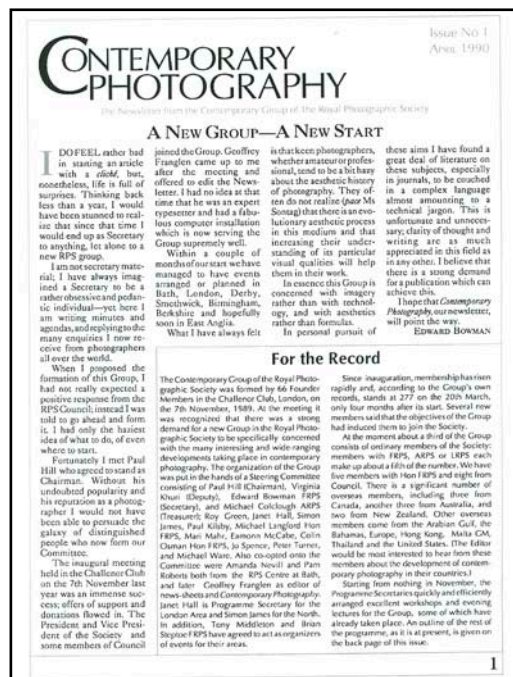 Issue No 1
April 1990
CONTEMPORARY
PHOTOGRAPHY
The Newsletter from the Contemporary Group of the Royal Photographic Society
A NEW GROUP—A NEW START
I DO FEEL rather bad
in starting an article
with a cliché, but,
nonetheless, life is full of
surprises. Thinking back
less than a year, I would
have been stunned to real-
ize that since that time I
would end up as Secretary
to anything, let alone to a
new RPS group.
I am not secretary mate-
rial; I have always imag-
ined a Secretary to be a
rather obsessive and pedan-
tic individual—yet here I
am writing minutes and
agendas, and replying to the
many enquiries I now re-
ceive from photographers
all over the world.
When I proposed the
formation of this Group, I
had not really expected a
positive response from the
RPS Council; instead I was
told to go ahead and form
it. I had only the haziest
idea of what to do, of even
where to start.
Fortunately I met Paul
Hill who agreed to stand as
Chairman. Without his
undoubted popularity and
his reputation as a photog-
rapher I would not have
been able to persuade the
galaxy of distinguished
people who now form our
Committee.
The inaugural meeting
held in the Challenor Club
on the 7th November last
year was an immense suc-
cess; offers of support and
donations flowed in. The
President and Vice Presi-
dent of the Society and
some members of Council
joined the Group. Geoffrey
Franglen came up to me
after the meeting and
offered to edit the News-
letter. I had no idea at that
time that he was an expert
typesetter and had a fabu-
lous computer installation
which is now serving the
Group supremely well.
Within a couple of
months of our start we have
managed to have events
arranged or planned in
Bath, London, Derby,
Smethwick, Birmingham,
Berkshire and hopefully
soon in East Anglia.
What I have always felt
is that keen photographers,
whether amateur or profes-
sional, tend to be a bit hazy
about the aesthetic history
of photography. They of-
ten do not realise (pace Ms
Sontag) that there is an evo-
lutionary aesthetic process
in this medium and that
increasing their under-
standing of its particular
visual qualities will help
them in their work.
In essence this Group is
concerned with imagery
rather than with technol-
ogy, and with aesthetics
rather than formulas.
In personal pursuit of
these aims I have found a
great deal of literature on
these subjects, especially
in journals, to be couched
in a complex language
almost amounting to a
technical jargon. This is
unfortunate and unneces-
sary; clarity of thought and
writing are as much
appreciated in this field as
in any other. I believe that
there is a strong demand
for a publication which can
achieve this.
I hope that Contemporary
Photography, our newsletter,
will point the way.
EDWARD BOWMAN
For the Record
The Contemporary Group of the Royal Photo-
graphic Society was formed by 66 Founder
Members in the Challenor Club, London, on
the 7th November, 1989. At the meeting it
was recognized that there was a strong
demand for a new Group in the Royal Photo-
graphic Society to be specifically concerned
with the many interesting and wide-ranging
developments taking place in contemporary
photography. The organization of the Group
was put in the hands of a Steering Committee
consisting of Paul Hill (Chairman), Virginia
Khuri (Deputy), Edward Bowman FRPS
(Secretary), and Michael Colclough ARPS
(Treasurer); Roy Green, Janet Hall, Simon
James, Paul Kilsby, Michael Langford Hon
FRPS, Mari Mahr, Eamonn McCabe, Colin
Osman Hon FRPS, Jo Spence, Peter Turner,
and Michael Ware. Also co-opted onto the
Committee were Amanda Nevill and Pam
Roberts both from the RPS Centre at Bath,
and later Geoffrey Franglen as editor of
news-sheets and Contemporary Photography.
Janet Hall is Programme Secretary for the
London Area and Simon James for the North.
In addition, Tony Middleton and Brian
Steptoe FRPS have agreed to act as organizers
of events for their areas.
Since inauguration, membership has risen
rapidly and, according to the Group's own
records, stands at 277 on the 20th March,
only four months after its start. Several new
members said that the objectives of the Group
had induced them to join the Society.
At the moment about a third of the Group
consists of ordinary members of the Society:
members with FRPS, ARPS or LRPS each
make up about a fifth of the number. We have
five members with Hon FRPS and eight from
Council. There is a significant number of
overseas members, including three from
Canada, another three from Australia, and
two from New Zealand. Other overseas
members come from the Arabian Gulf, the
Bahamas, Europe, Hong Kong, Malta GM,
Thailand and the United States. (The Editor
would be most interested to hear from these
members about the development of contem-
porary photography in their countries.)
Starting from nothing in November, the
Programme Secretaries quickly and efficiently
arranged excellent workshops and evening
lectures for the Group, some of which have
already taken place. An outline of the rest of
the programme, as it is at present, is given on
the back page of this issue.
1